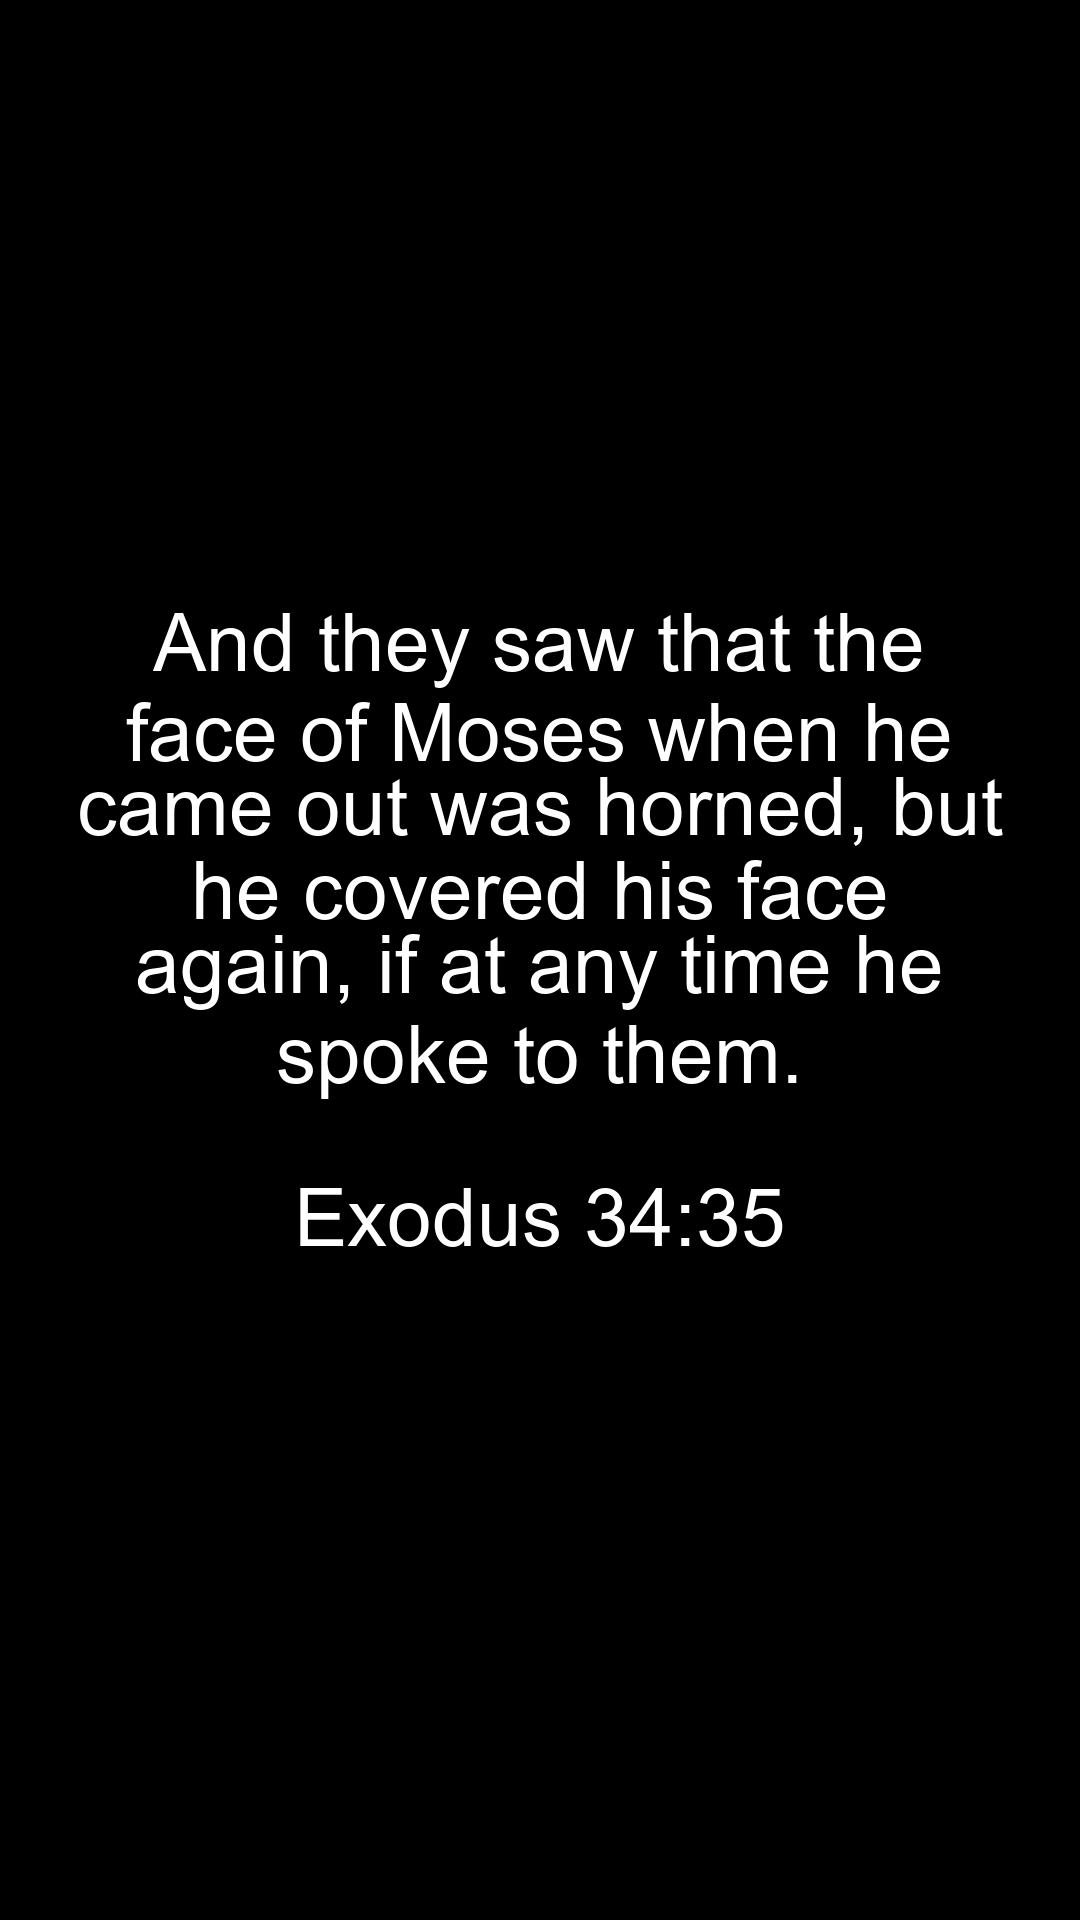 And they saw that the
face of Moses when he
came out was horned, but
he covered his face
again, if at any time he
spoke to them.
Exodus 34:35